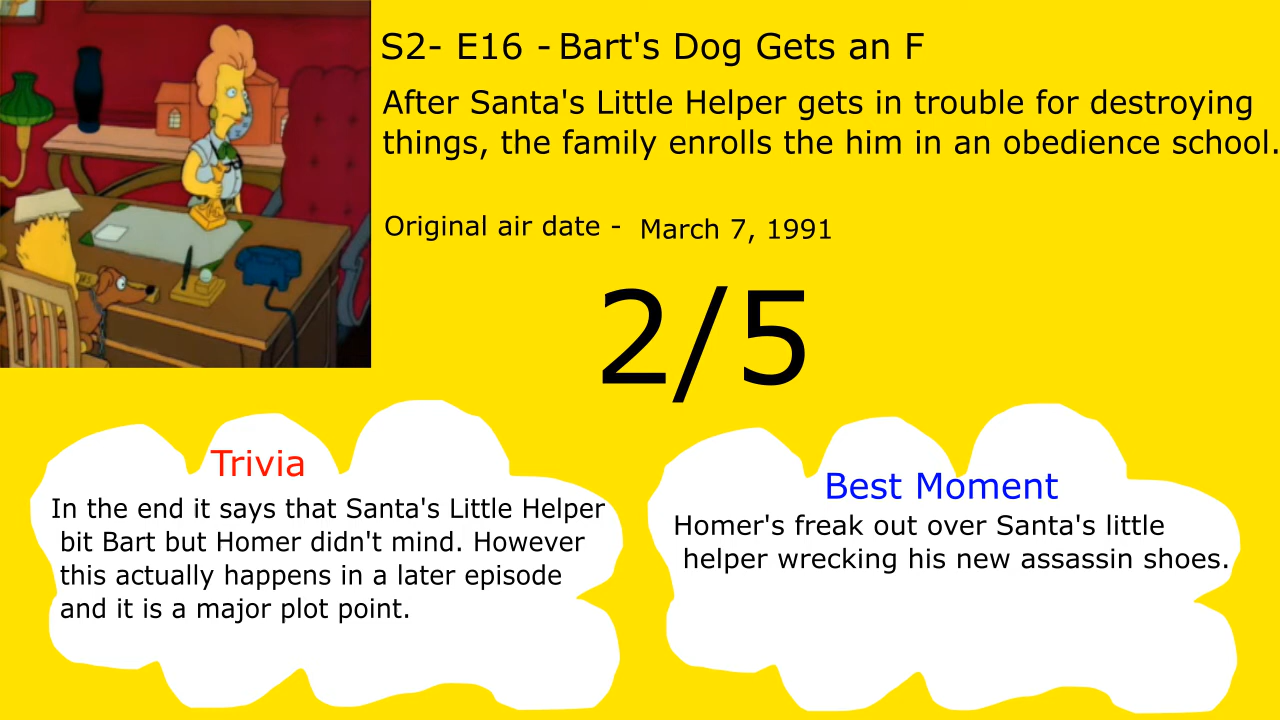 S2- E16 - Bart's Dog Gets an F
After Santa's Little Helper gets in trouble for destroying
things, the family enrolls the him in an obedience school.
Original air date - March 7, 1991
2/5
Trivia
In the end it says that Santa's Little Helper
bit Bart but Homer didn't mind. However
this actually happens in a later episode
and it is a major plot point.
Best Moment
Homer's freak out over Santa's little
helper wrecking his new assassin shoes.